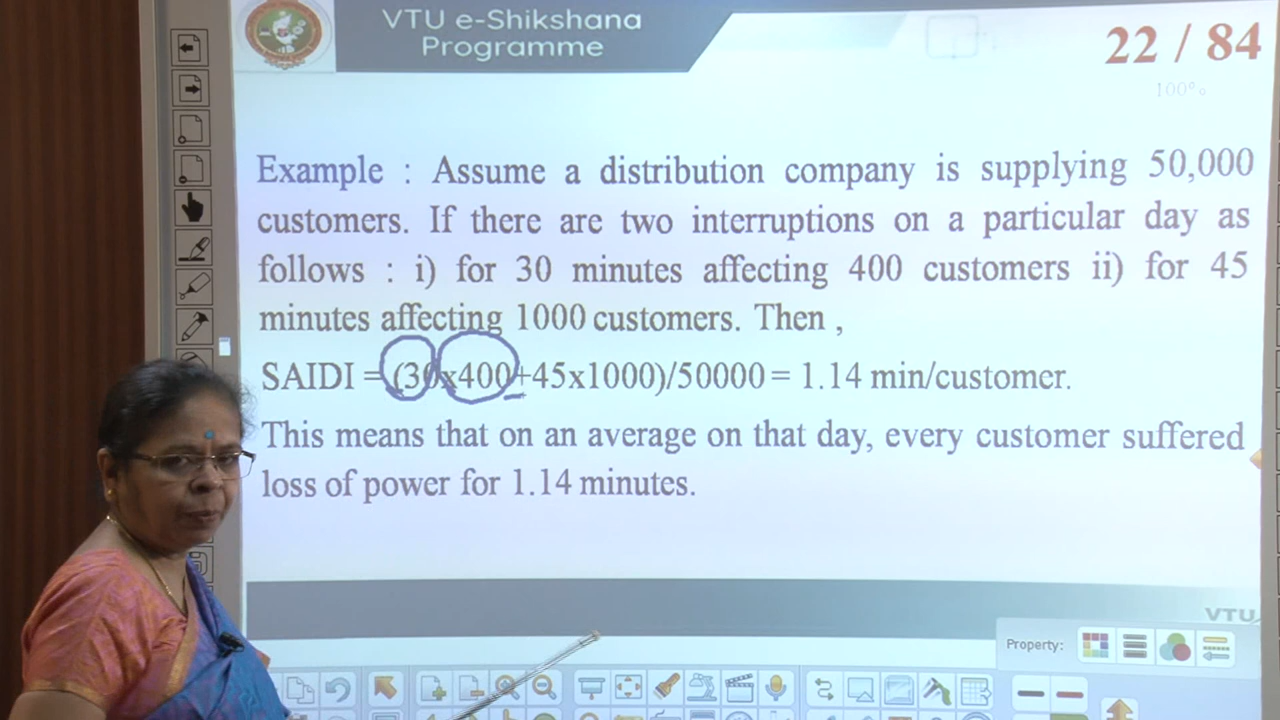 VTU e-Shikshana
Programme
22 / 84
100%
Example : Assume a distribution company is supplying 50,000
customers. If there are two interruptions on a particular day as
follows : i) for 30 minutes affecting 400 customers ii) for 45
minutes affecting 1000 customers. Then ,
SAIDI = (30x400+45x1000)/50000 = 1.14 min/customer.
This means that on an average on that day, every customer suffered
loss of power for 1.14 minutes.
VTU
Property: